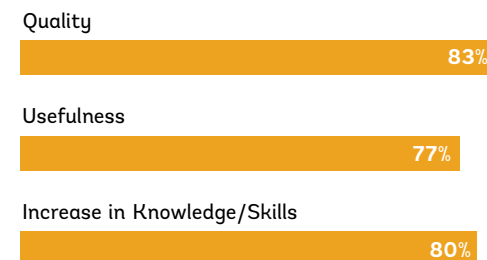 Quality
83%
Usefulness
77%
Increase in Knowledge/Skills
80%